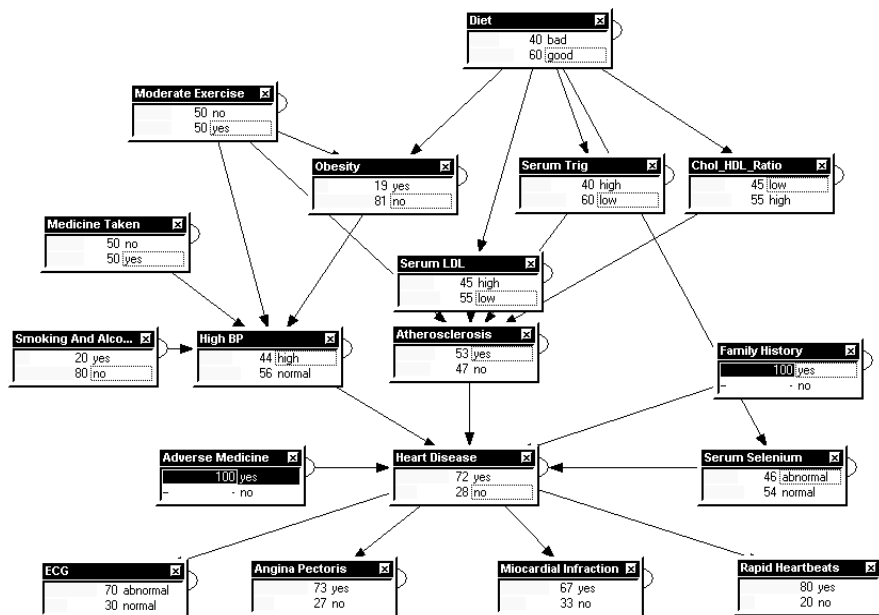 Diet
40 bad
60 good
Moderate Exercise
50 no
50 yes
Obesity
19 yes
81 no
Serum Trig
40 high
60 low
Chol_HDL_Ratio
45 low
55 high
Medicine Taken
50 no
50 yes
Serum LDL
45 high
55 low
Smoking And Alco...
20 yes
80 no
High BP
44 high
56 normal
Atherosclerosis
53 yes
47 no
Family History
100 yes
- - no
Adverse Medicine
100 yes
- - no
Heart Disease
72 yes
28 no
Serum Selenium
46 abnormal
54 normal
ECG
70 abnormal
30 normal
Angina Pectoris
73 yes
27 no
Miocardial Infraction
67 yes
33 no
Rapid Heartbeats
80 yes
20 no